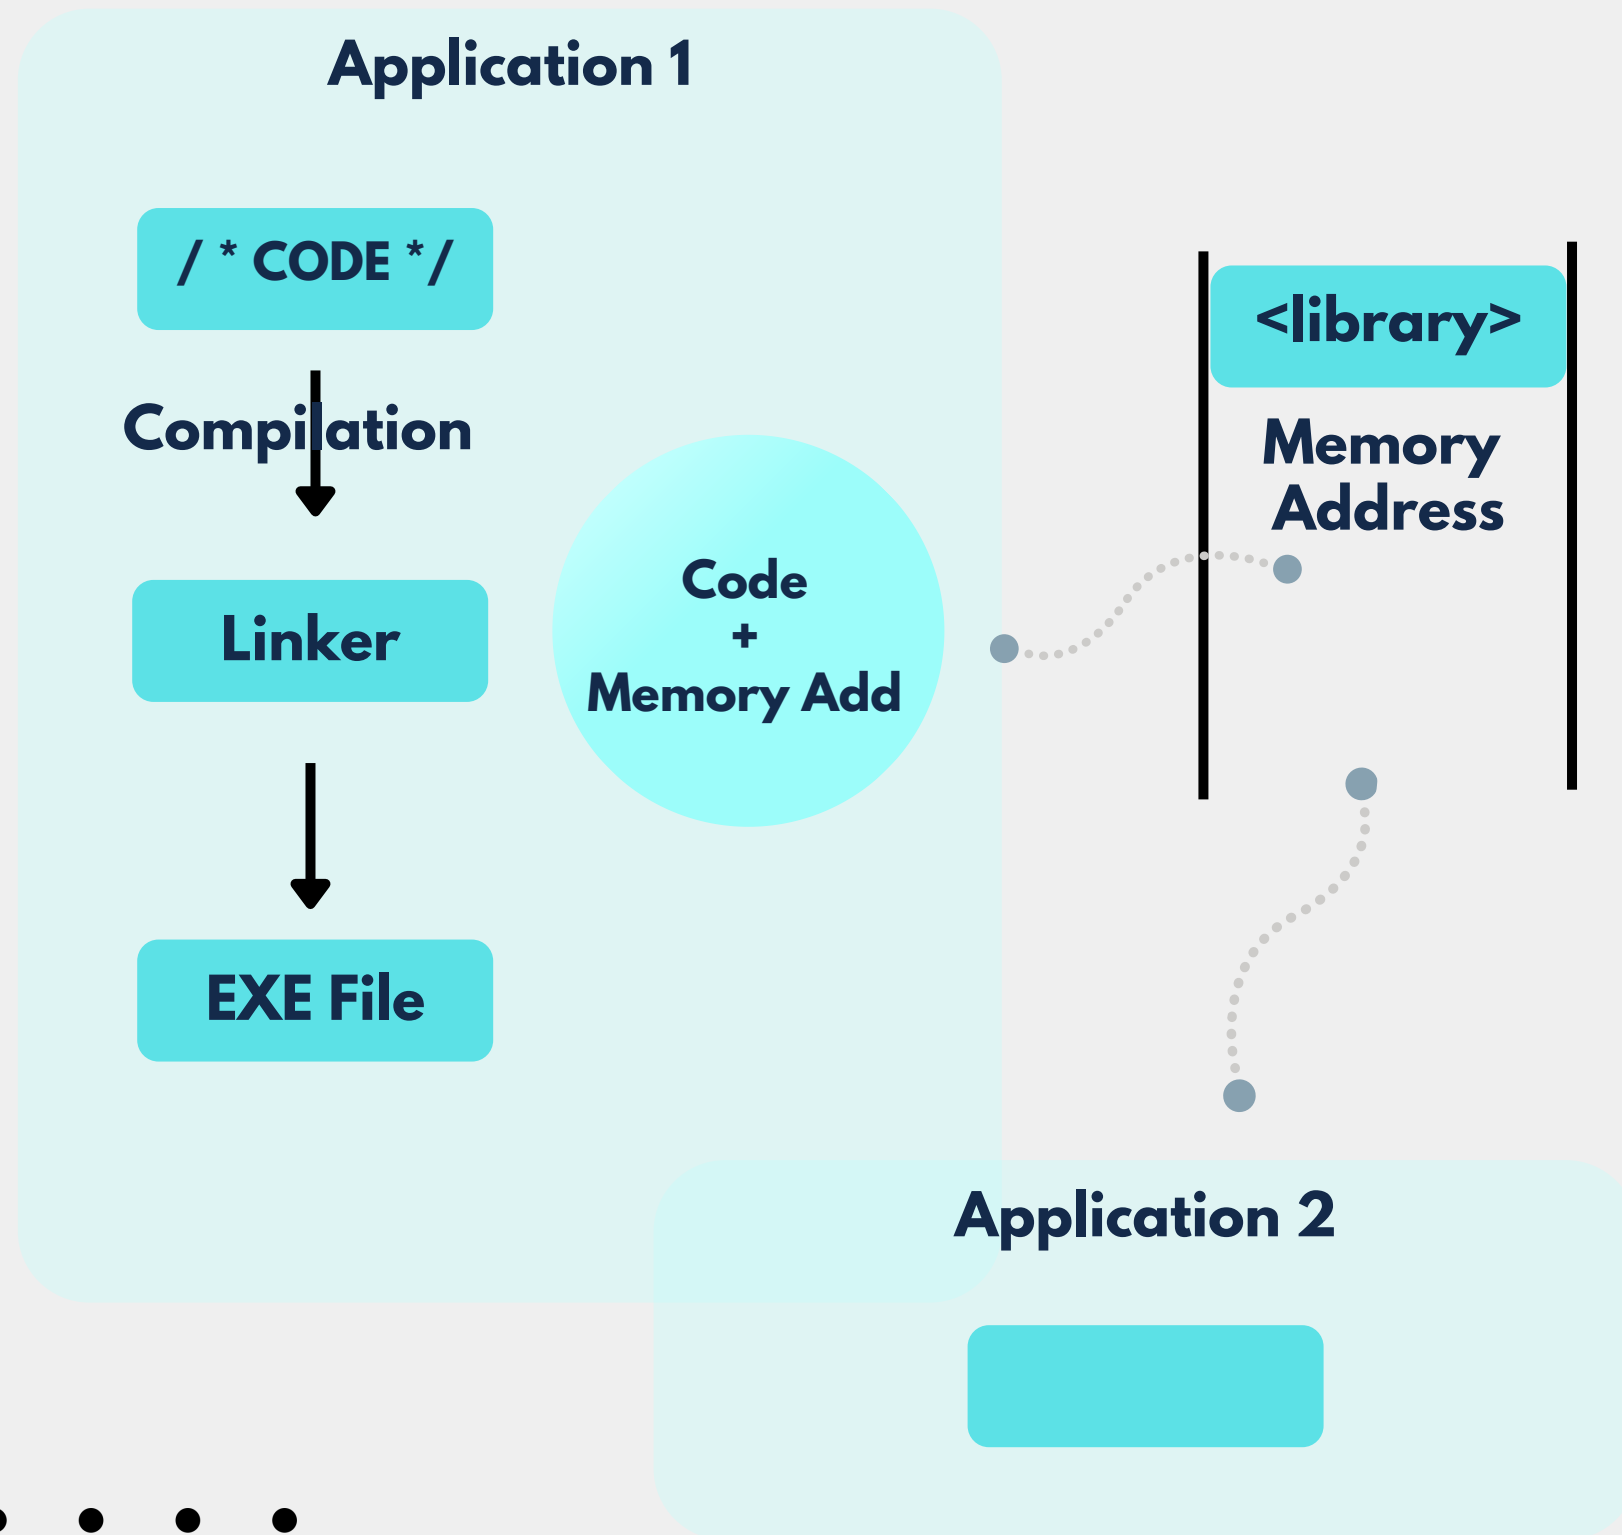 Application 1
/ * CODE * /
Compilation
Linker
EXE File
Code
+
Memory Add
<library>
Memory
Address
Application 2